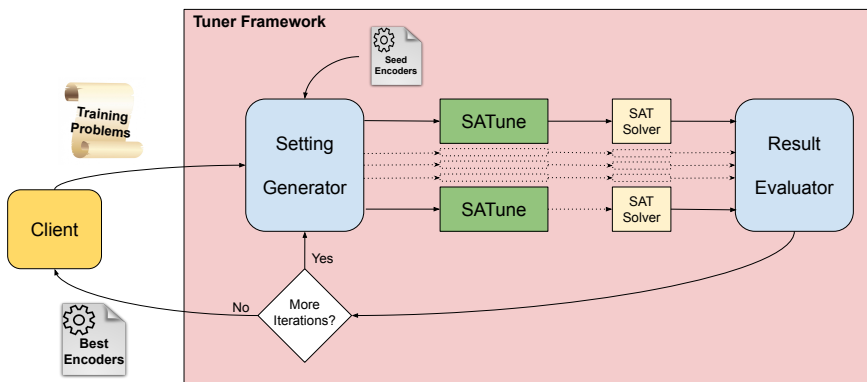 Tuner Framework
Seed
Encoders
Training
Problems
Setting
Generator
SATune
SAT
Solver
Result
Evaluator
SATune
SAT
Solver
Client
Yes
No
More
Iterations?
Best
Encoders